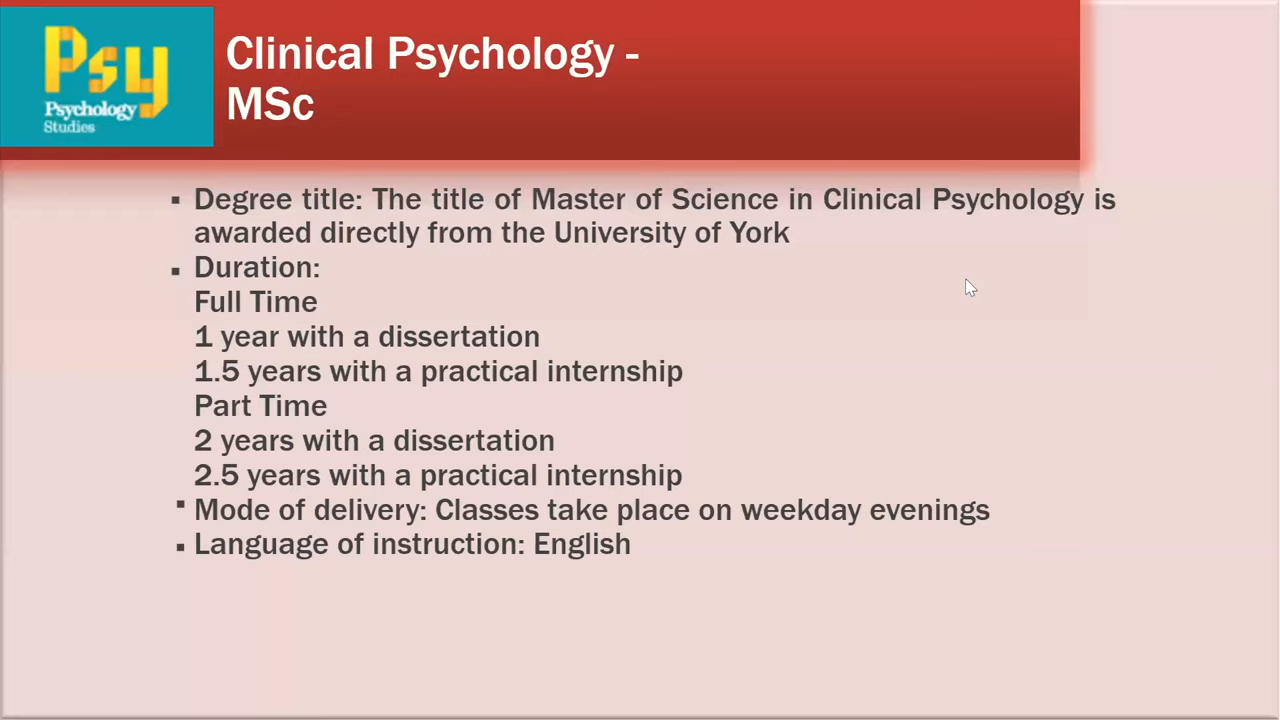 Psy
Psychology
Studies
Clinical Psychology -
MSc
▪ Degree title: The title of Master of Science in Clinical Psychology is
awarded directly from the University of York
▪ Duration:
Full Time
1 year with a dissertation
1.5 years with a practical internship
Part Time
2 years with a dissertation
2.5 years with a practical internship
▪ Mode of delivery: Classes take place on weekday evenings
▪ Language of instruction: English